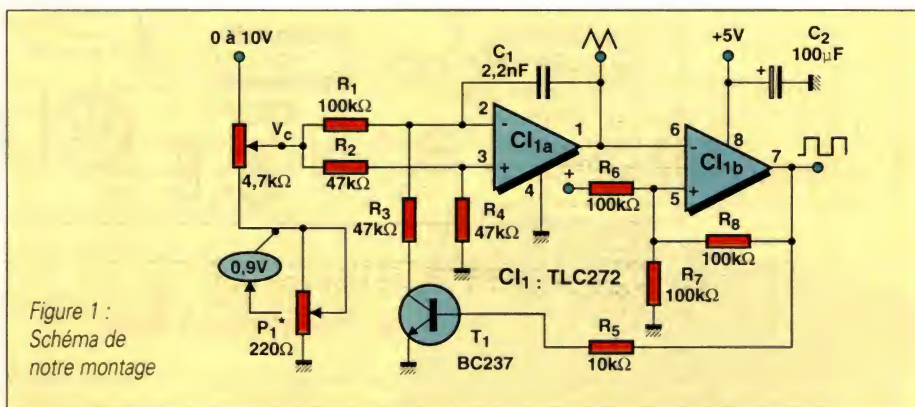 0 à 10V
4,7kΩ
0,9V
P1*
220Ω
Vc
R1
100kΩ
R2
47kΩ
R3
47kΩ
R4
47kΩ
C1
2,2nF
2
-
3
+
CI1a
1
4
T1
BC237
CI1 : TLC272
+
R6
100kΩ
R7
100kΩ
R8
100kΩ
R5
10kΩ
+5V
C2
100µF
+
6
-
5
+
CI1b
8
7
Figure 1 :
Schéma de
notre montage